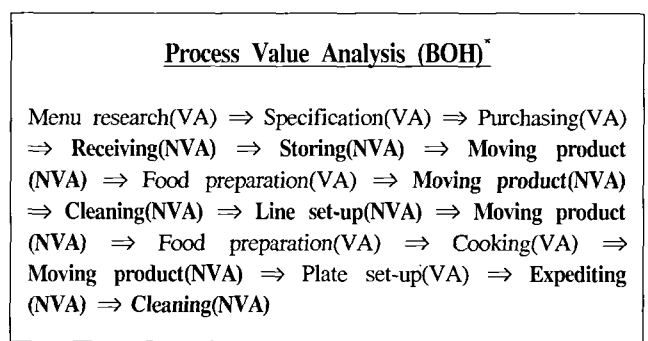 Process Value Analysis (BOH)*
Menu research(VA) ⇒ Specification(VA) ⇒ Purchasing(VA)
⇒ Receiving(NVA) ⇒ Storing(NVA) ⇒ Moving product
(NVA) ⇒ Food preparation(VA) ⇒ Moving product(NVA)
⇒ Cleaning(NVA) ⇒ Line set-up(NVA) ⇒ Moving product
(NVA) ⇒ Food preparation(VA) ⇒ Cooking(VA) ⇒
Moving product(NVA) ⇒ Plate set-up(VA) ⇒ Expediting
(NVA) ⇒ Cleaning(NVA)